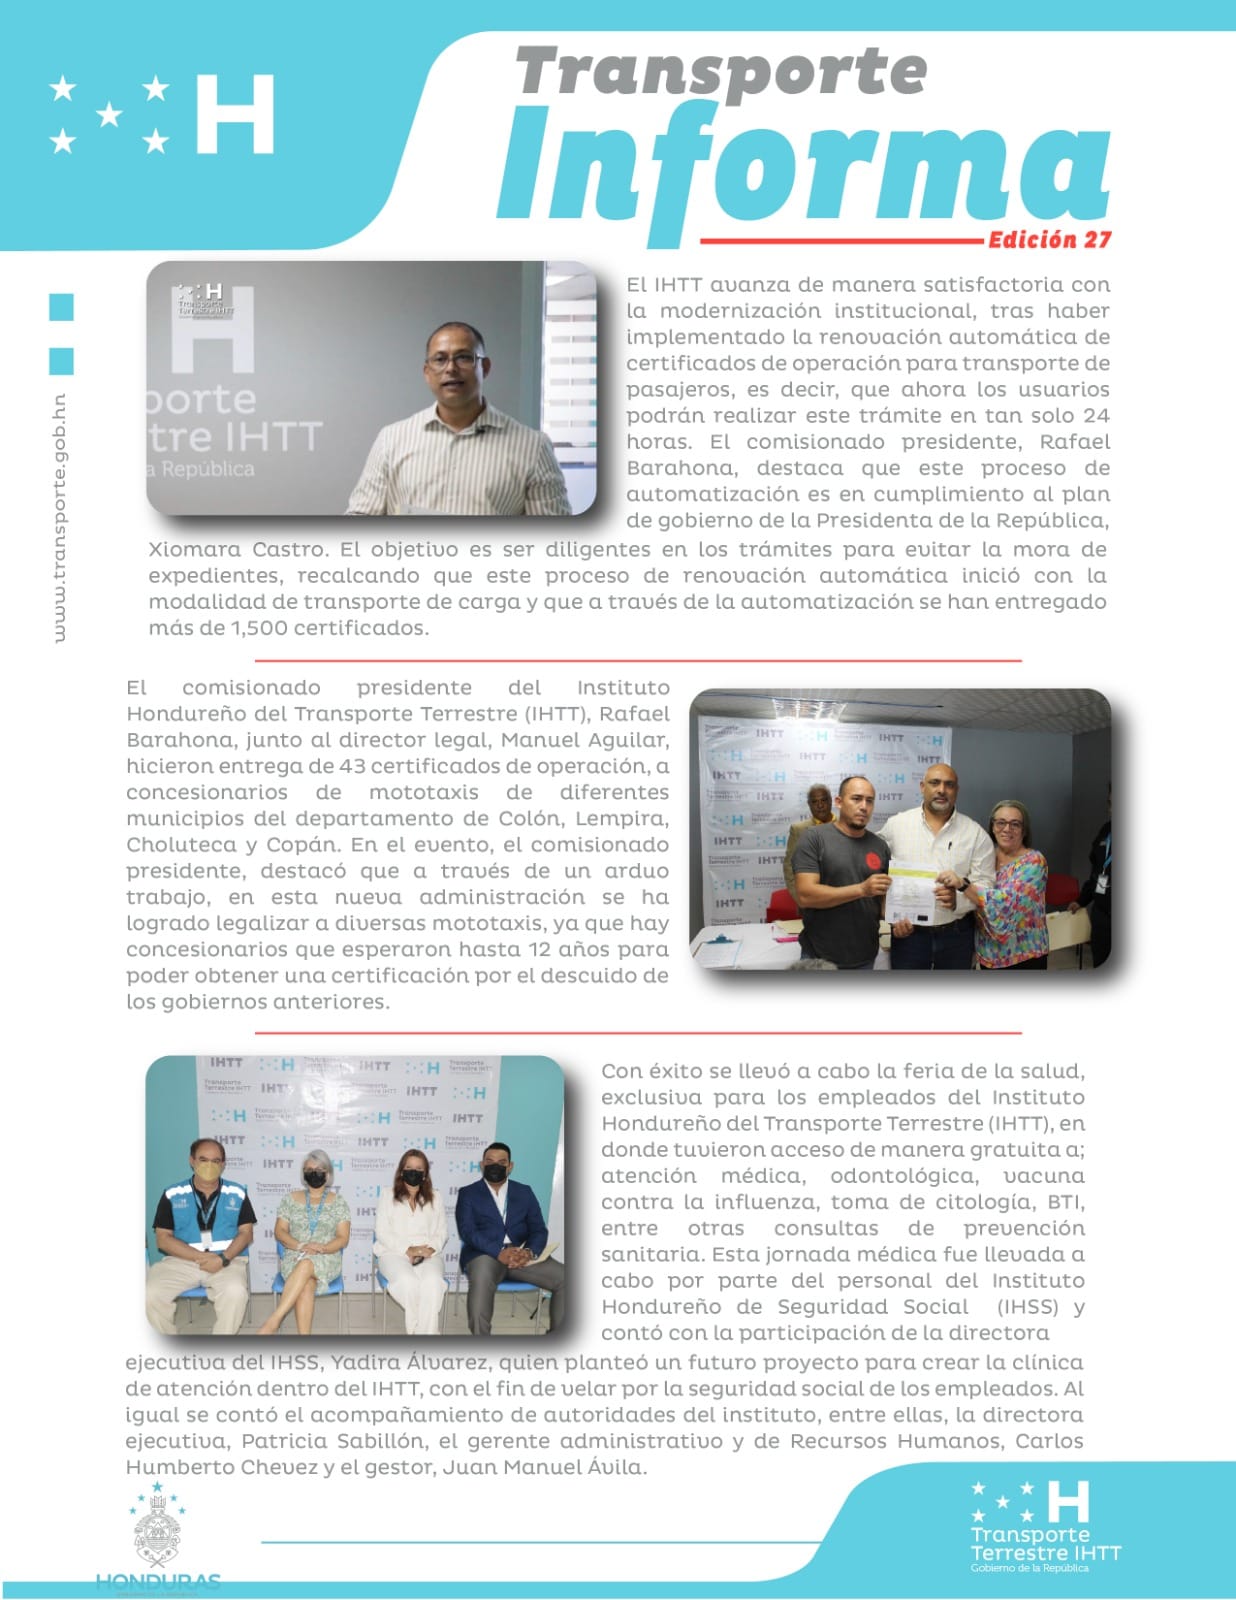 H
Transporte
Informa
Edición 27
www.transporte.gob.hn
H
Transporte
Terrestre IHTT
H
porte
tre IHTT
la República
El IHTT avanza de manera satisfactoria con
la modernización institucional, tras haber
implementado la renovación automática de
certificados de operación para transporte de
pasajeros, es decir, que ahora los usuarios
podrán realizar este trámite en tan solo 24
horas. El comisionado presidente, Rafael
Barahona, destaca que este proceso de
automatización es en cumplimiento al plan
de gobierno de la Presidenta de la República,
Xiomara Castro. El objetivo es ser diligentes en los trámites para evitar la mora de
expedientes, recalcando que este proceso de renovación automática inició con la
modalidad de transporte de carga y que a través de la automatización se han entregado
más de 1,500 certificados.
El comisionado presidente del Instituto
Hondureño del Transporte Terrestre (IHTT), Rafael
Barahona, junto al director legal, Manuel Aguilar,
hicieron entrega de 43 certificados de operación, a
concesionarios de mototaxis de diferentes
municipios del departamento de Colón, Lempira,
Choluteca y Copán. En el evento, el comisionado
presidente, destacó que a través de un arduo
trabajo, en esta nueva administración se ha
logrado legalizar a diversas mototaxis, ya que hay
concesionarios que esperaron hasta 12 años para
poder obtener una certificación por el descuido de
los gobiernos anteriores.
Con éxito se llevó a cabo la feria de la salud,
exclusiva para los empleados del Instituto
Hondureño del Transporte Terrestre (IHTT), en
donde tuvieron acceso de manera gratuita a;
atención médica, odontológica, vacuna
contra la influenza, toma de citología, BTI,
entre otras consultas de prevención
sanitaria. Esta jornada médica fue llevada a
cabo por parte del personal del Instituto
Hondureño de Seguridad Social (IHSS) y
contó con la participación de la directora
ejecutiva del IHSS, Yadira Álvarez, quien planteó un futuro proyecto para crear la clínica
de atención dentro del IHTT, con el fin de velar por la seguridad social de los empleados. Al
igual se contó el acompañamiento de autoridades del instituto, entre ellas, la directora
ejecutiva, Patricia Sabillón, el gerente administrativo y de Recursos Humanos, Carlos
Humberto Chevez y el gestor, Juan Manuel Ávila.
HONDURAS
H
Transporte
Terrestre IHTT
Gobierno de la República